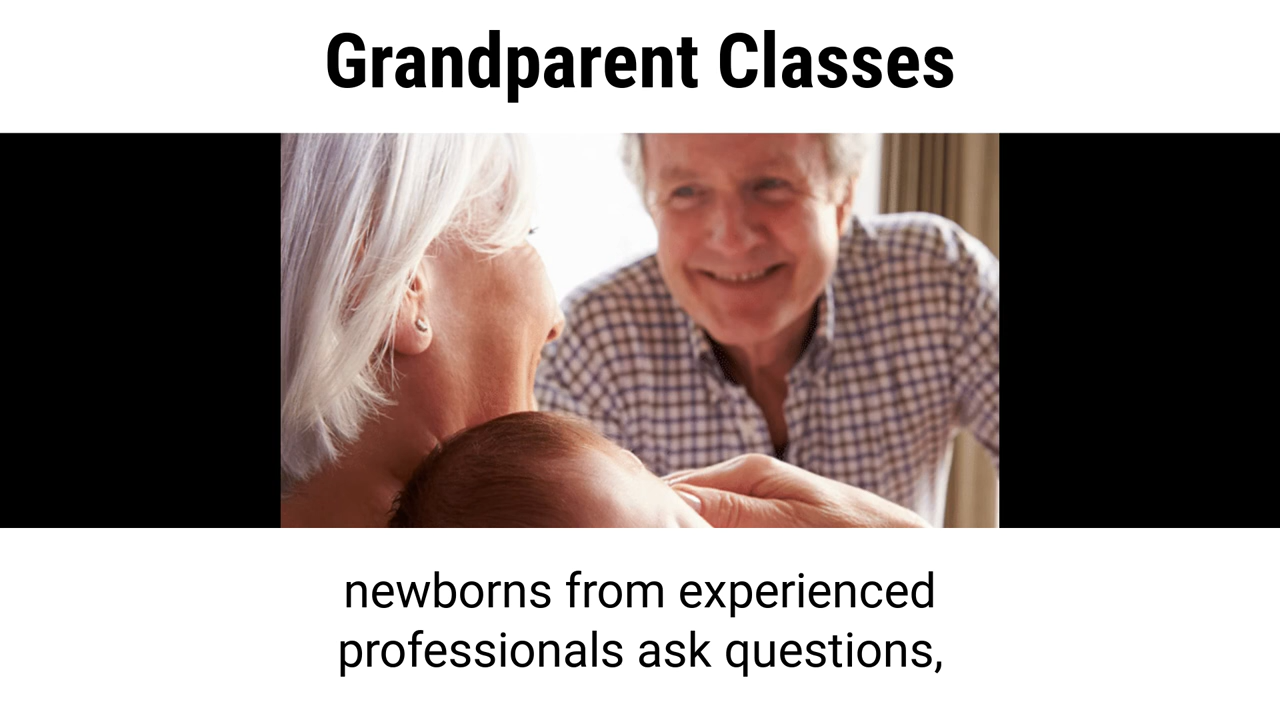 Grandparent Classes
newborns from experienced
professionals ask questions,